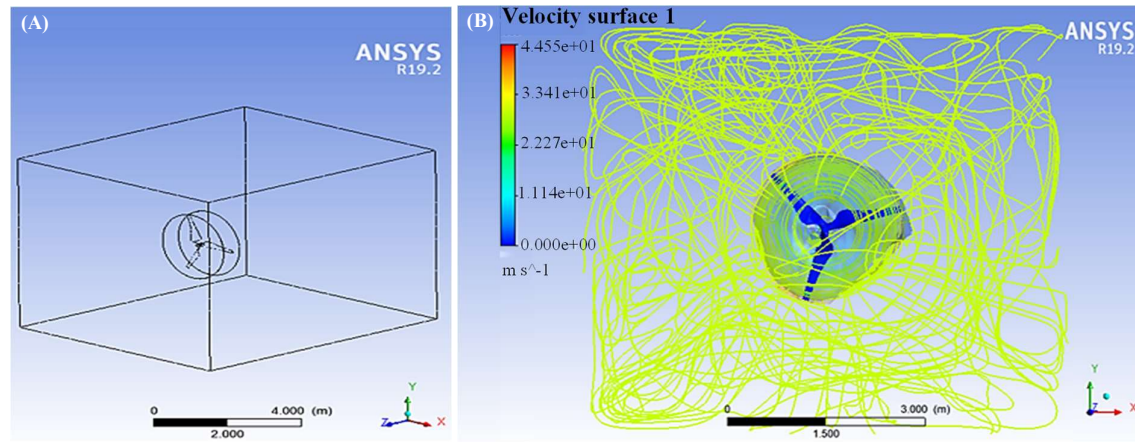 (A)
ANSYS
R19.2
Y
Z
X
0
4.000 (m)
2.000
(B)
Velocity surface 1
4.455e+01
3.341e+01
2.227e+01
1.114e+01
0.000e+00
m s^-1
ANSYS
R19.2
Y
Z
X
0
3.000 (m)
1.500